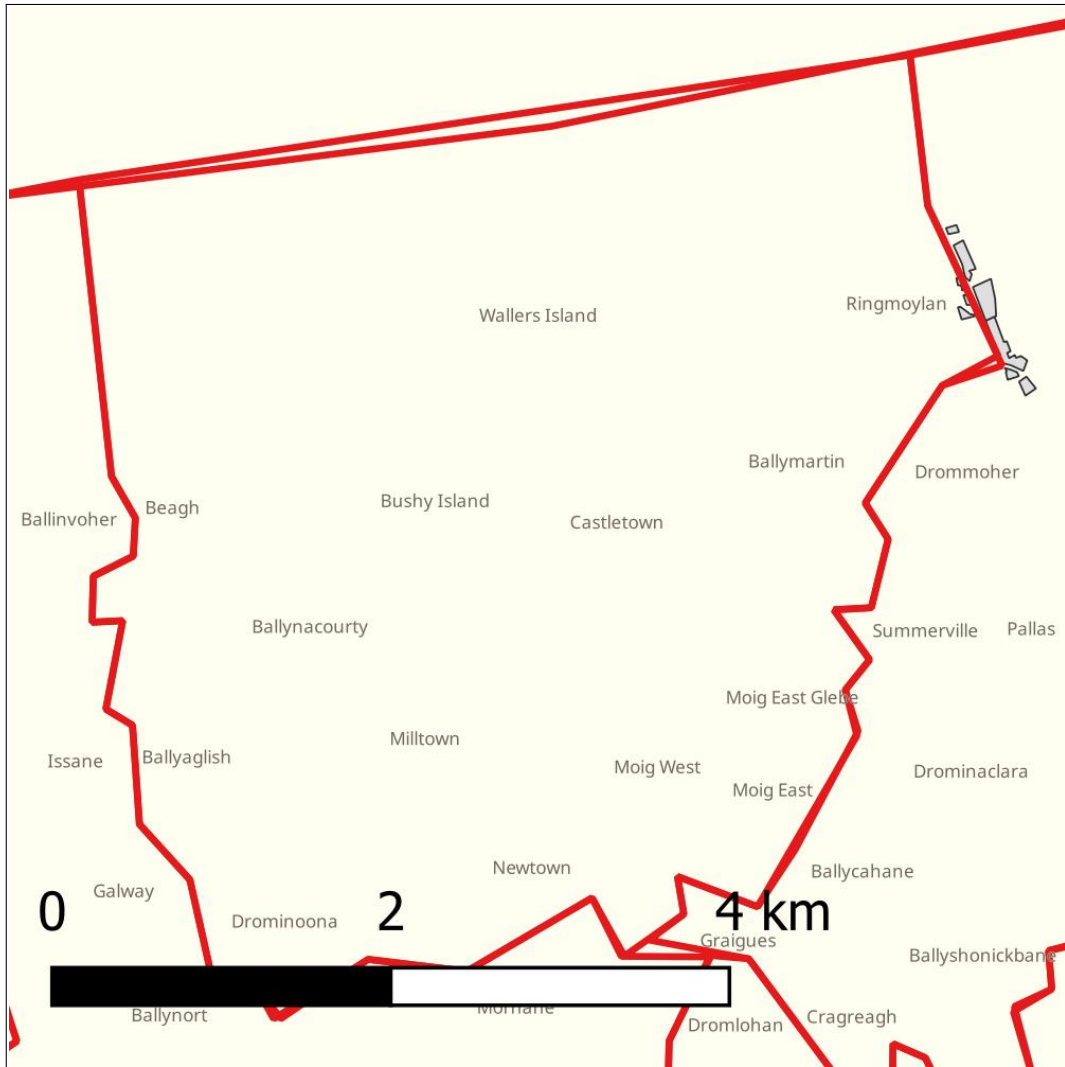 Ringmoylan
Wallers Island
Ballymartin
Drommoher
Bushy Island
Beagh
Ballinvoher
Castletown
Ballynacourty
Summerville
Pallas
Moig East Glebe
Milltown
Ballyaglish
Issane
Moig West
Drominaclara
Moig East
Newtown
Ballycahane
Galway
0
2
4 km
Drominoona
Graigues
Ballyshonickbane
Mornane
Ballynort
Cragreagh
Dromlohan